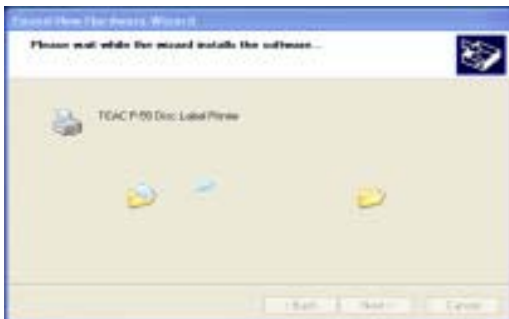 Found New Hardware Wizard
Please wait while the wizard installs the software...
TEAC P-55 Disc Label Printer
< Back
Next >
Cancel